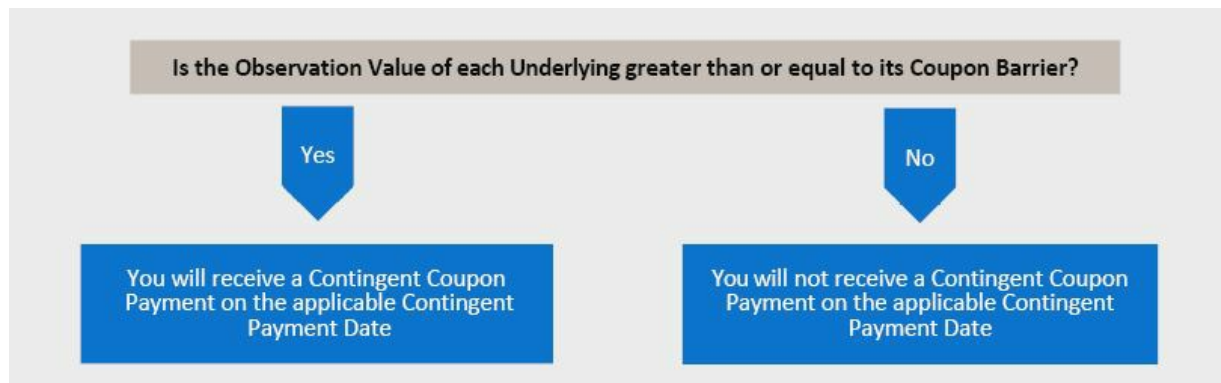 Is the Observation Value of each Underlying greater than or equal to its Coupon Barrier?
Yes
No
You will receive a Contingent Coupon
Payment on the applicable Contingent
Payment Date
You will not receive a Contingent Coupon
Payment on the applicable Contingent
Payment Date